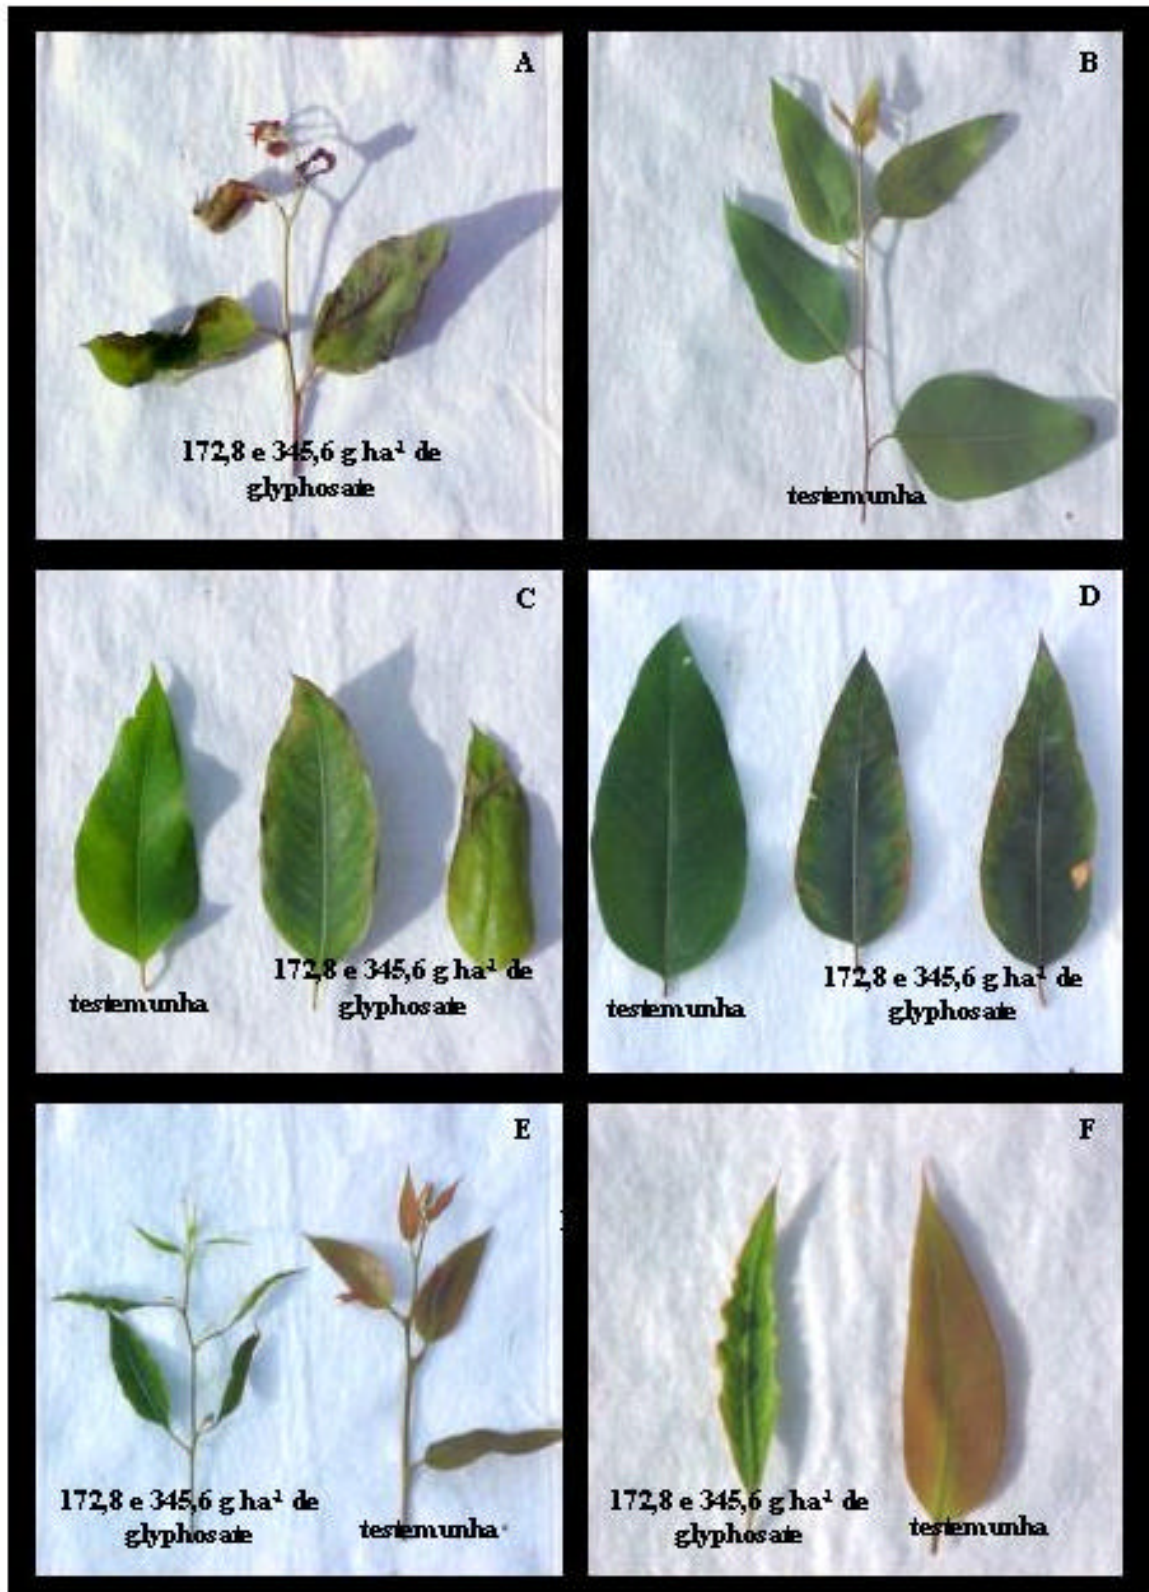 A
172,8 e 345,6 g ha-1 de
glyphosate
B
testemunha
C
testemunha
172,8 e 345,6 g ha-1 de
glyphosate
D
testemunha
172,8 e 345,6 g ha-1 de
glyphosate
E
172,8 e 345,6 g ha-1 de
glyphosate
testemunha
F
172,8 e 345,6 g ha-1 de
glyphosate
testemunha